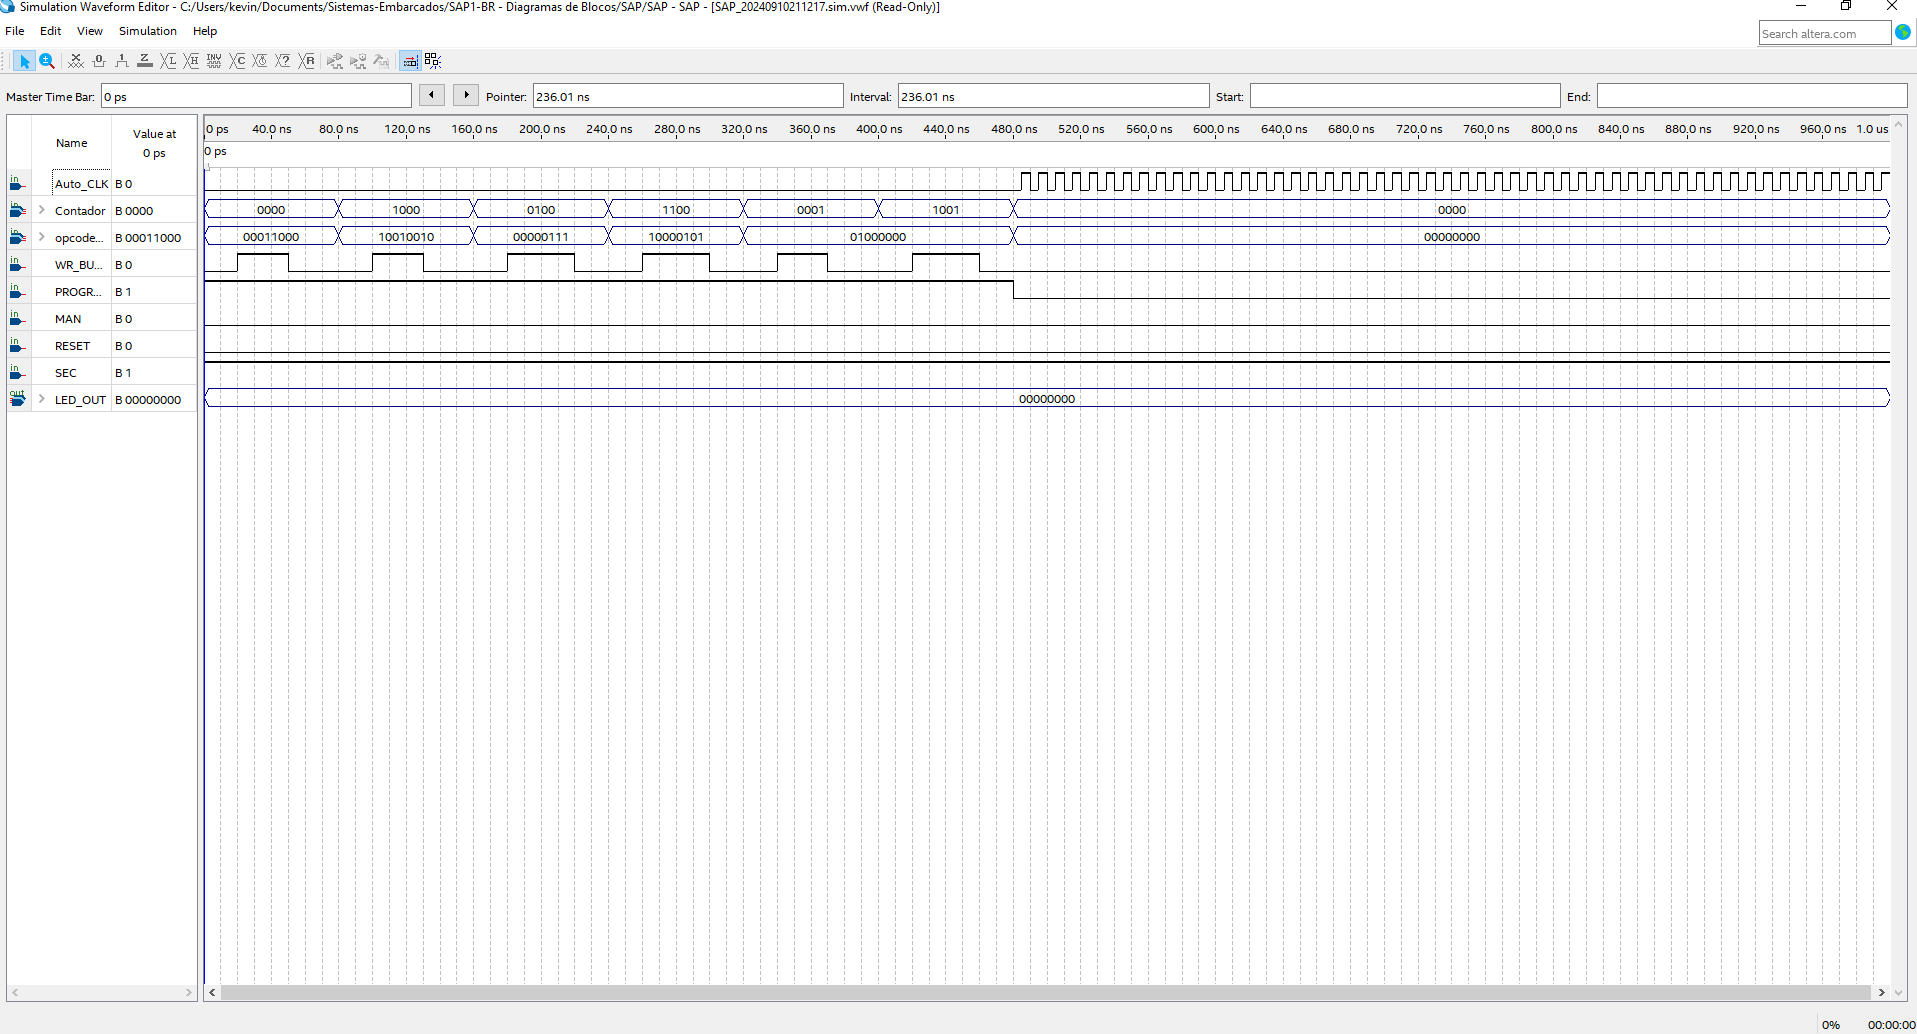 Simulation Waveform Editor - C:/Users/kevin/Documents/Sistemas-Embarcados/SAP1-BR - Diagramas de Blocos/SAP/SAP - SAP - [SAP_20240910211217.sim.vwf (Read-Only)]
File Edit View Simulation Help
Search altera.com
Master Time Bar: 0 ps Pointer: 236.01 ns Interval: 236.01 ns Start: End:
Name Value at 0 ps
0 ps 40.0 ns 80.0 ns 120.0 ns 160.0 ns 200.0 ns 240.0 ns 280.0 ns 320.0 ns 360.0 ns 400.0 ns 440.0 ns 480.0 ns 520.0 ns 560.0 ns 600.0 ns 640.0 ns 680.0 ns 720.0 ns 760.0 ns 800.0 ns 840.0 ns 880.0 ns 920.0 ns 960.0 ns 1.0 us
0 ps
in Auto_CLK B 0
in Contador B 0000 0000 1000 0100 1100 0001 1001 0000
in opcode... B 00011000 00011000 10010010 00000111 10000101 01000000 00000000
in WR_BU... B 0
in PROGR... B 1
in MAN B 0
in RESET B 0
in SEC B 1
out LED_OUT B 00000000 00000000
0% 00:00:00